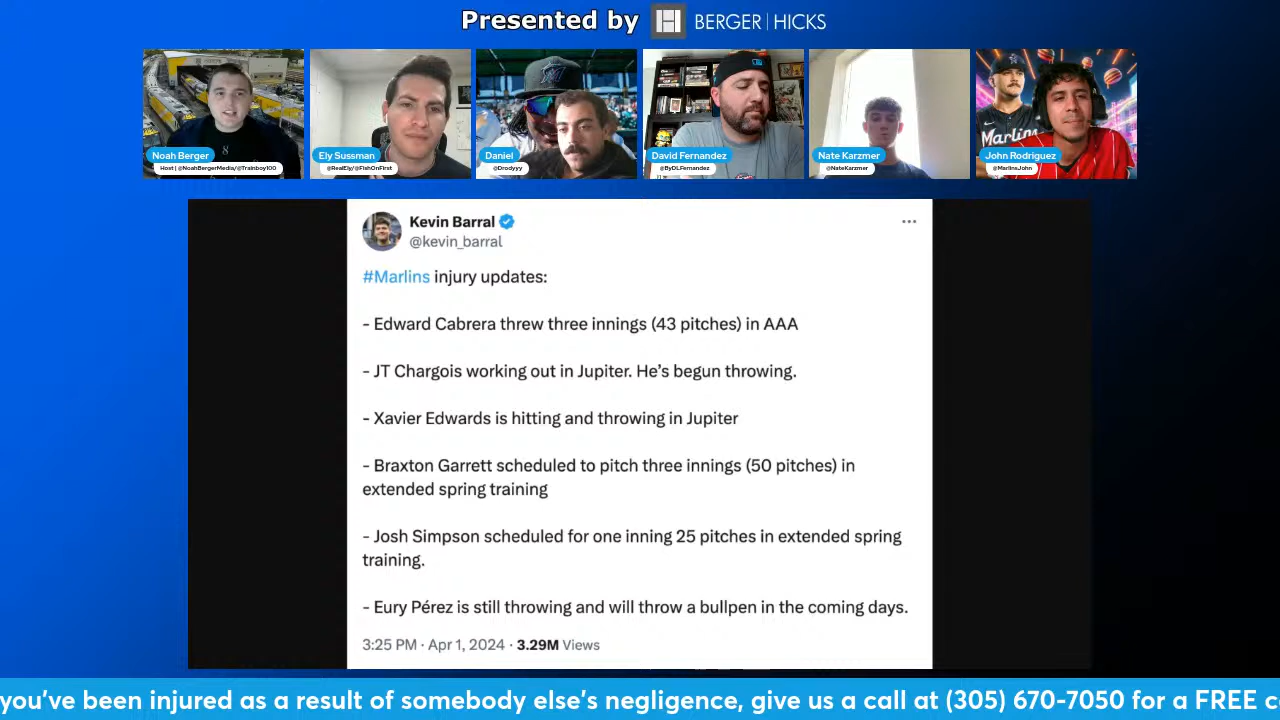 Presented by BERGER | HICKS
Noah Berger
Host | @NoahBergerMedia/@Trainboy100
Ely Sussman
@RealEly/@FishOnFirst
Daniel
@Drodyyy
David Fernandez
@ByDLFernandez
Nate Karzmer
@NateKarzmer
Marlins
John Rodriguez
@MarlinsJohn
Kevin Barral
@kevin_barral
#Marlins injury updates:
- Edward Cabrera threw three innings (43 pitches) in AAA
- JT Chargois working out in Jupiter. He’s begun throwing.
- Xavier Edwards is hitting and throwing in Jupiter
- Braxton Garrett scheduled to pitch three innings (50 pitches) in
extended spring training
- Josh Simpson scheduled for one inning 25 pitches in extended spring
training.
- Eury Pérez is still throwing and will throw a bullpen in the coming days.
3:25 PM · Apr 1, 2024 · 3.29M Views
you’ve been injured as a result of somebody else’s negligence, give us a call at (305) 670-7050 for a FREE c